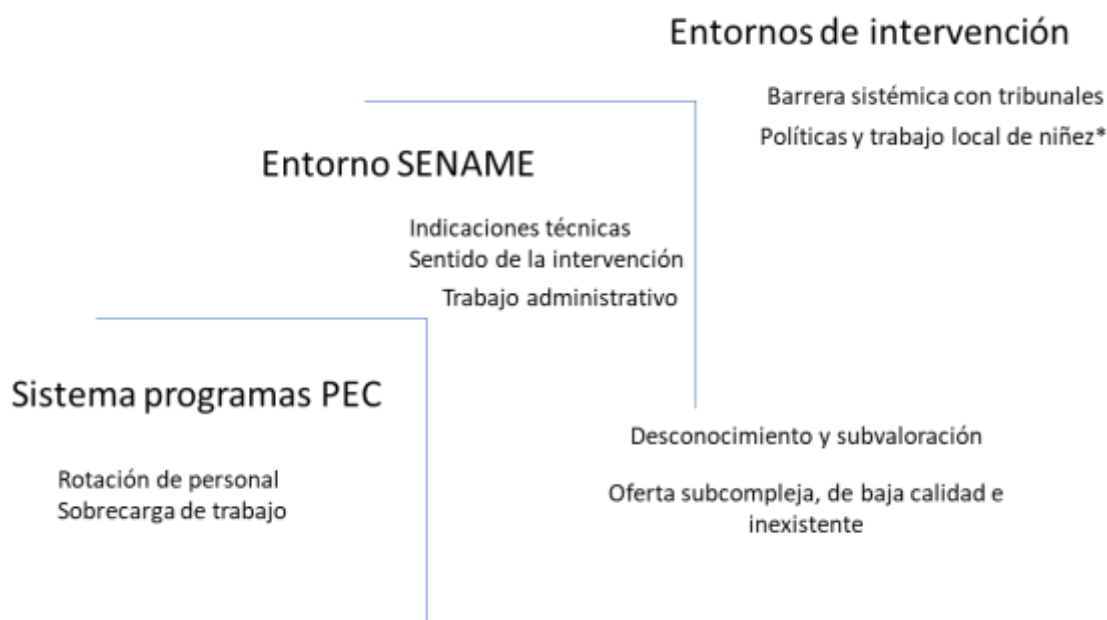 Entornos de intervención
Barrera sistémica con tribunales
Políticas y trabajo local de niñez*
Entorno SENAME
Indicaciones técnicas
Sentido de la intervención
Trabajo administrativo
Sistema programas PEC
Rotación de personal
Sobrecarga de trabajo
Desconocimiento y subvaloración
Oferta subcompleja, de baja calidad e
inexistente